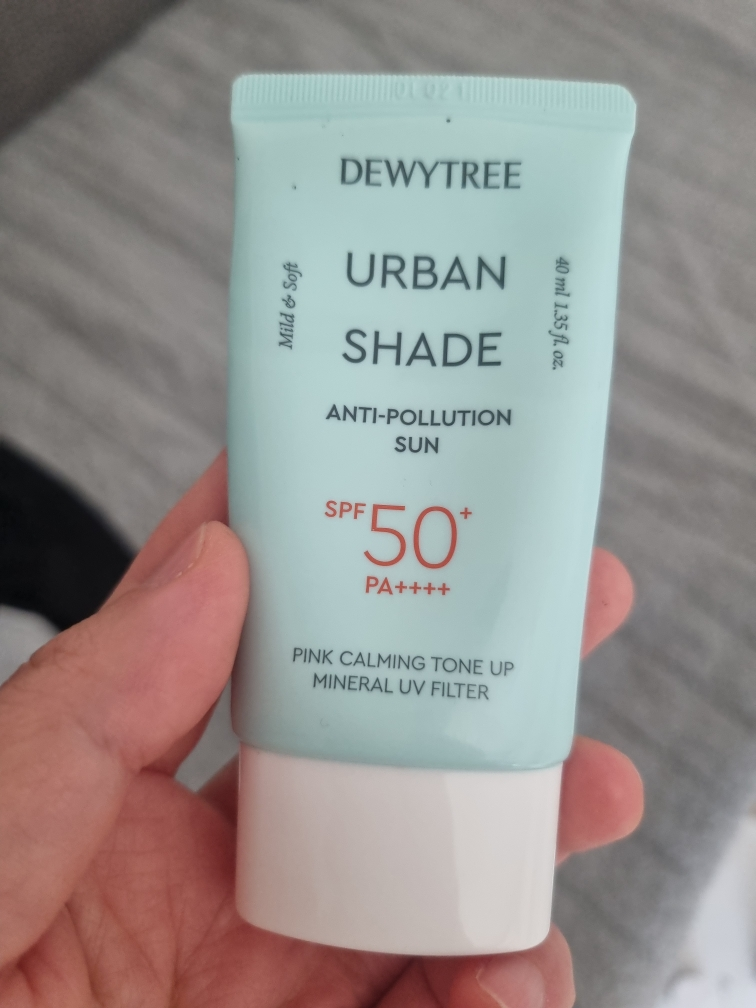 DEWYTREE
URBAN
SHADE
Mild & Soft
40 ml 1.35 fl. oz.
ANTI-POLLUTION
SUN
SPF 50+
PA++++
PINK CALMING TONE UP
MINERAL UV FILTER